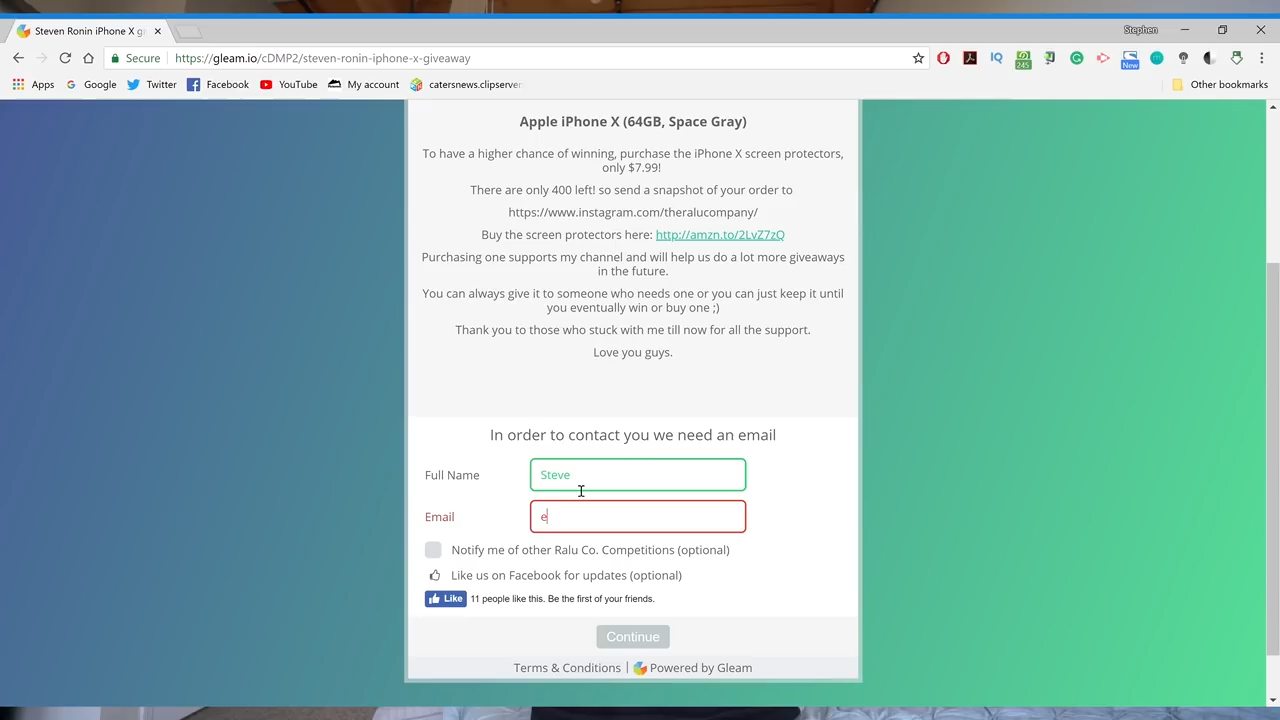 Steven Ronin iPhone X gi
Stephen
Secure
https://gleam.io/cDMP2/steven-ronin-iphone-x-giveaway
245
New
Apps
Google
Twitter
Facebook
YouTube
My account
catersnews.clipserver
Other bookmarks
Apple iPhone X (64GB, Space Gray)
To have a higher chance of winning, purchase the iPhone X screen protectors,
only $7.99!
There are only 400 left! so send a snapshot of your order to
https://www.instagram.com/theralucompany/
Buy the screen protectors here: http://amzn.to/2LvZ7zQ
Purchasing one supports my channel and will help us do a lot more giveaways
in the future.
You can always give it to someone who needs one or you can just keep it until
you eventually win or buy one ;)
Thank you to those who stuck with me till now for all the support.
Love you guys.
In order to contact you we need an email
Full Name
Steve
Email
e
Notify me of other Ralu Co. Competitions (optional)
Like us on Facebook for updates (optional)
Like 11 people like this. Be the first of your friends.
Continue
Terms & Conditions | Powered by Gleam